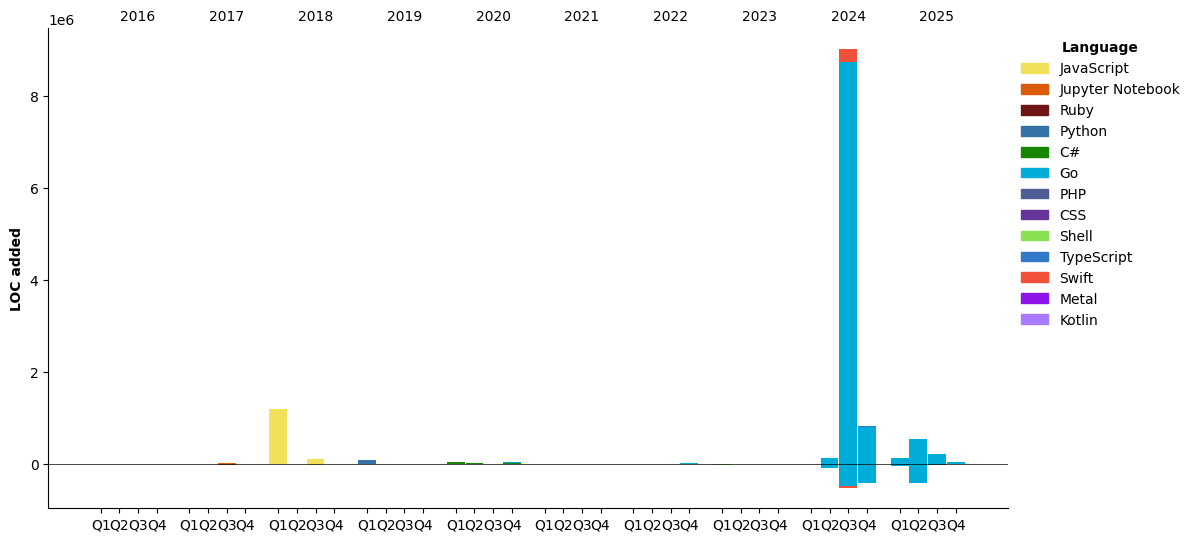 1e6
2016 2017 2018 2019 2020 2021 2022 2023 2024 2025
8
6
4
2
0
LOC added
Q1Q2Q3Q4 Q1Q2Q3Q4 Q1Q2Q3Q4 Q1Q2Q3Q4 Q1Q2Q3Q4 Q1Q2Q3Q4 Q1Q2Q3Q4 Q1Q2Q3Q4 Q1Q2Q3Q4 Q1Q2Q3Q4
Language
JavaScript
Jupyter Notebook
Ruby
Python
C#
Go
PHP
CSS
Shell
TypeScript
Swift
Metal
Kotlin